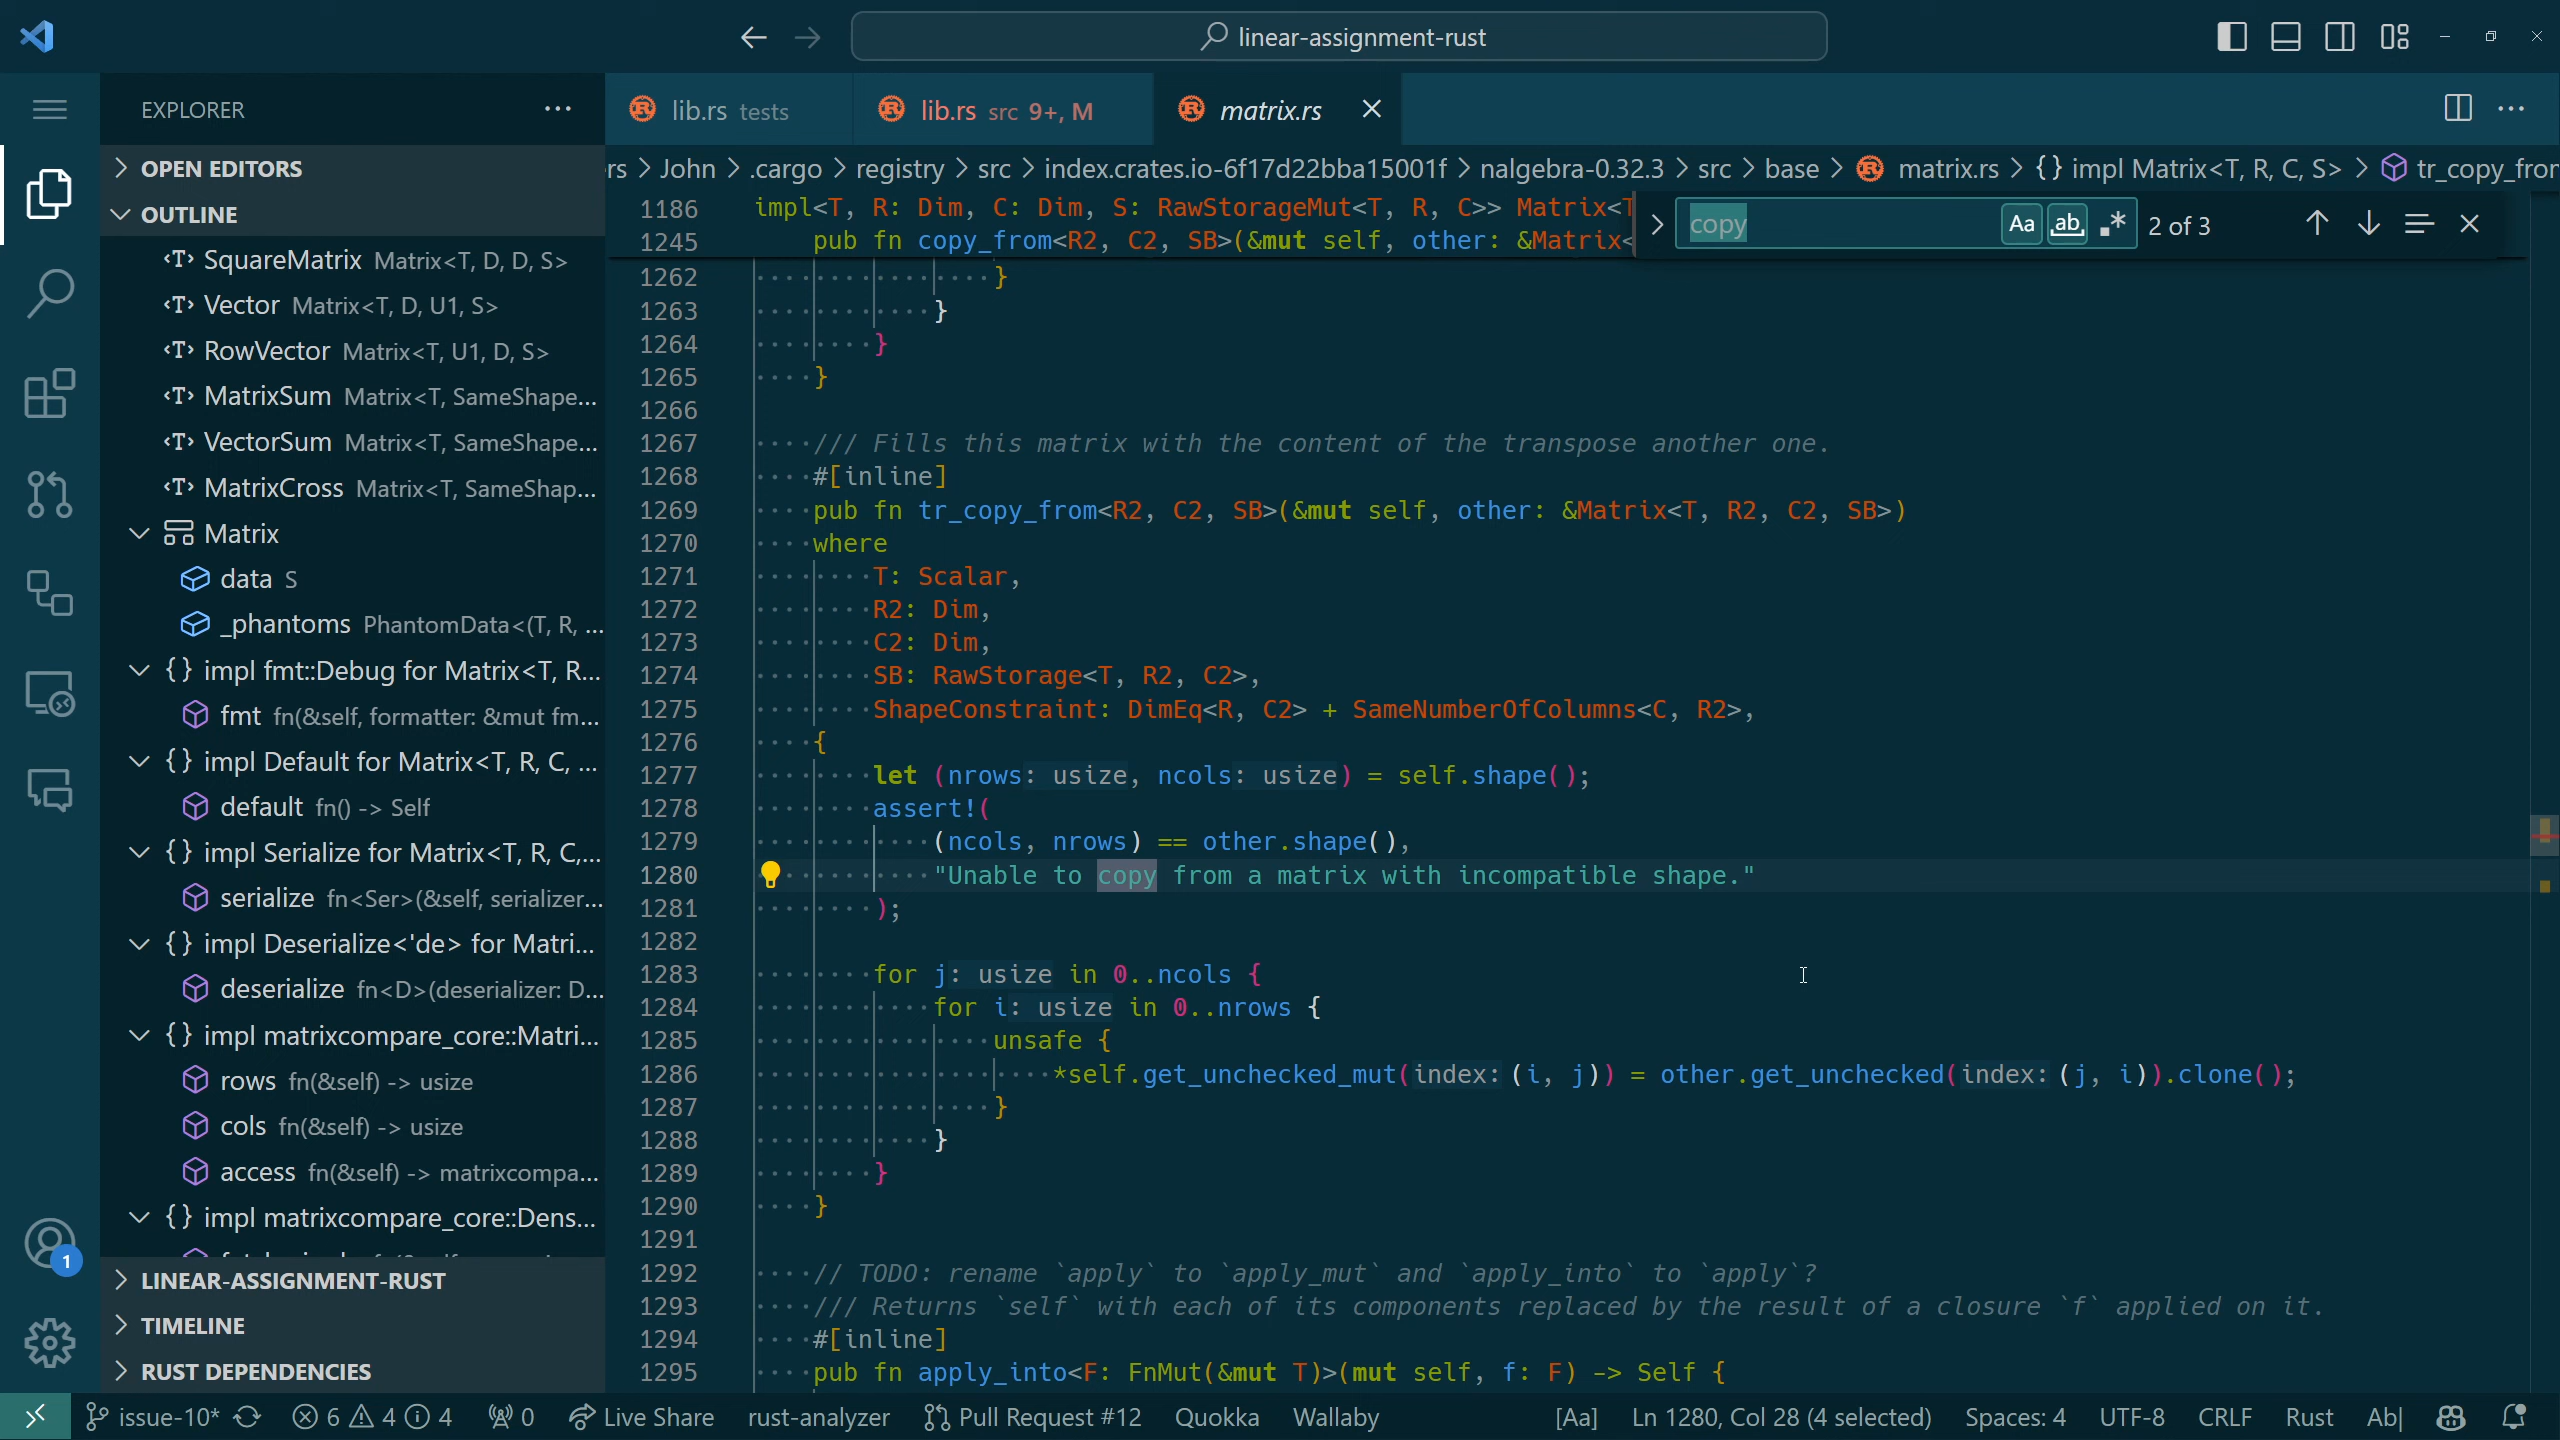 linear-assignment-rust
EXPLORER
OPEN EDITORS
OUTLINE
SquareMatrix Matrix<T, D, D, S>
Vector Matrix<T, D, U1, S>
RowVector Matrix<T, U1, D, S>
MatrixSum Matrix<T, SameShape...
VectorSum Matrix<T, SameShape...
MatrixCross Matrix<T, SameShap...
Matrix
data S
_phantoms PhantomData<(T, R, ...
{} impl fmt::Debug for Matrix<T, R...
fmt fn(&self, formatter: &mut fm...
{} impl Default for Matrix<T, R, C, ...
default fn() -> Self
{} impl Serialize for Matrix<T, R, C,...
serialize fn<Ser>(&self, serializer...
{} impl Deserialize<'de> for Matri...
deserialize fn<D>(deserializer: D...
{} impl matrixcompare_core::Matri...
rows fn(&self) -> usize
cols fn(&self) -> usize
access fn(&self) -> matrixcompa...
{} impl matrixcompare_core::Dens...
LINEAR-ASSIGNMENT-RUST
TIMELINE
RUST DEPENDENCIES
lib.rs tests
lib.rs src 9+, M
matrix.rs
rs > John > .cargo > registry > src > index.crates.io-6f17d22bba15001f > nalgebra-0.32.3 > src > base > matrix.rs > {} impl Matrix<T, R, C, S> > tr_copy_from
copy Aa ab .* 2 of 3
1186 impl<T, R: Dim, C: Dim, S: RawStorageMut<T, R, C>> Matrix<T
1245 pub fn copy_from<R2, C2, SB>(&mut self, other: &Matrix<
1262 }
1263 }
1264 }
1265 }
1266
1267 /// Fills this matrix with the content of the transpose another one.
1268 #[inline]
1269 pub fn tr_copy_from<R2, C2, SB>(&mut self, other: &Matrix<T, R2, C2, SB>)
1270 where
1271 T: Scalar,
1272 R2: Dim,
1273 C2: Dim,
1274 SB: RawStorage<T, R2, C2>,
1275 ShapeConstraint: DimEq<R, C2> + SameNumberOfColumns<C, R2>,
1276 {
1277 let (nrows: usize, ncols: usize) = self.shape();
1278 assert!(
1279 (ncols, nrows) == other.shape(),
1280 "Unable to copy from a matrix with incompatible shape."
1281 );
1282
1283 for j: usize in 0..ncols {
1284 for i: usize in 0..nrows {
1285 unsafe {
1286 *self.get_unchecked_mut(index: (i, j)) = other.get_unchecked(index: (j, i)).clone();
1287 }
1288 }
1289 }
1290 }
1291
1292 // TODO: rename `apply` to `apply_mut` and `apply_into` to `apply`?
1293 /// Returns `self` with each of its components replaced by the result of a closure `f` applied on it.
1294 #[inline]
1295 pub fn apply_into<F: FnMut(&mut T)>(mut self, f: F) -> Self {
1
issue-10* 6 4 4 0 Live Share rust-analyzer Pull Request #12 Quokka Wallaby [Aa] Ln 1280, Col 28 (4 selected) Spaces: 4 UTF-8 CRLF Rust Ab|